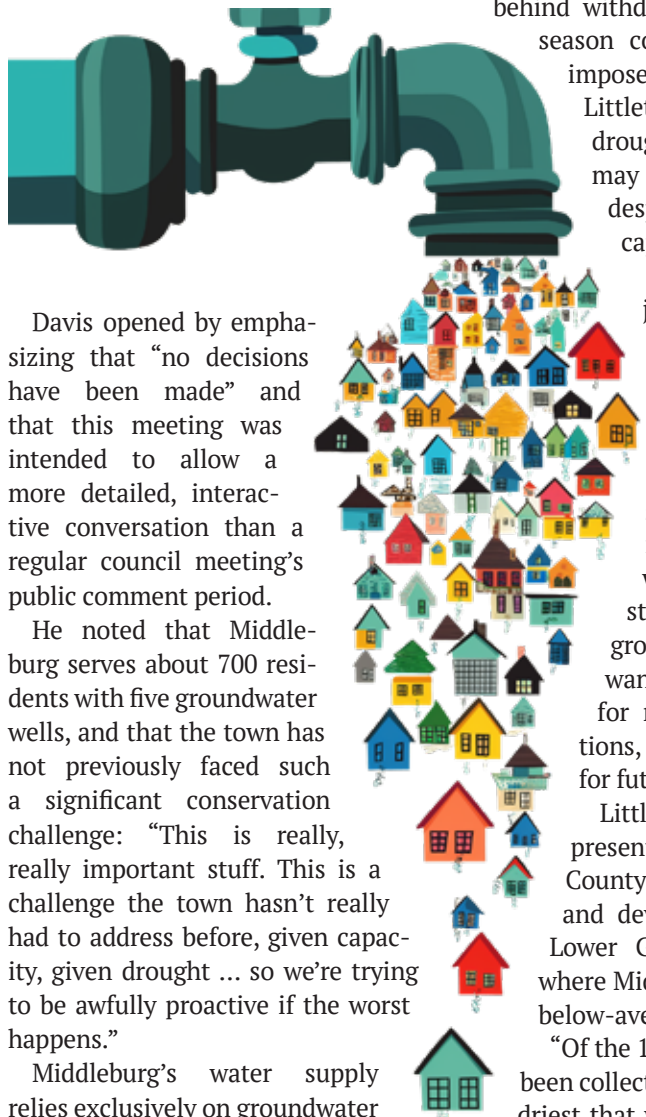 Davis opened by empha-
sizing that “no decisions
have been made” and
that this meeting was
intended to allow a
more detailed, interac-
tive conversation than a
regular council meeting’s
public comment period.
He noted that Middle-
burg serves about 700 resi-
dents with five groundwater
wells, and that the town has
not previously faced such
a significant conservation
challenge: “This is really,
really important stuff. This is a
challenge the town hasn’t really
had to address before, given capac-
ity, given drought ... so we’re trying
to be awfully proactive if the worst
happens.”
Middleburg’s water supply
relies exclusively on groundwater
behind withd
season co
impose
Littlet
droug
may
desp
ca
j
w
st
gro
wan
for
tions,
for fut
Littl
present
County
and dev
Lower
where Mid
below-ave
“Of the 1
been collect
driest that